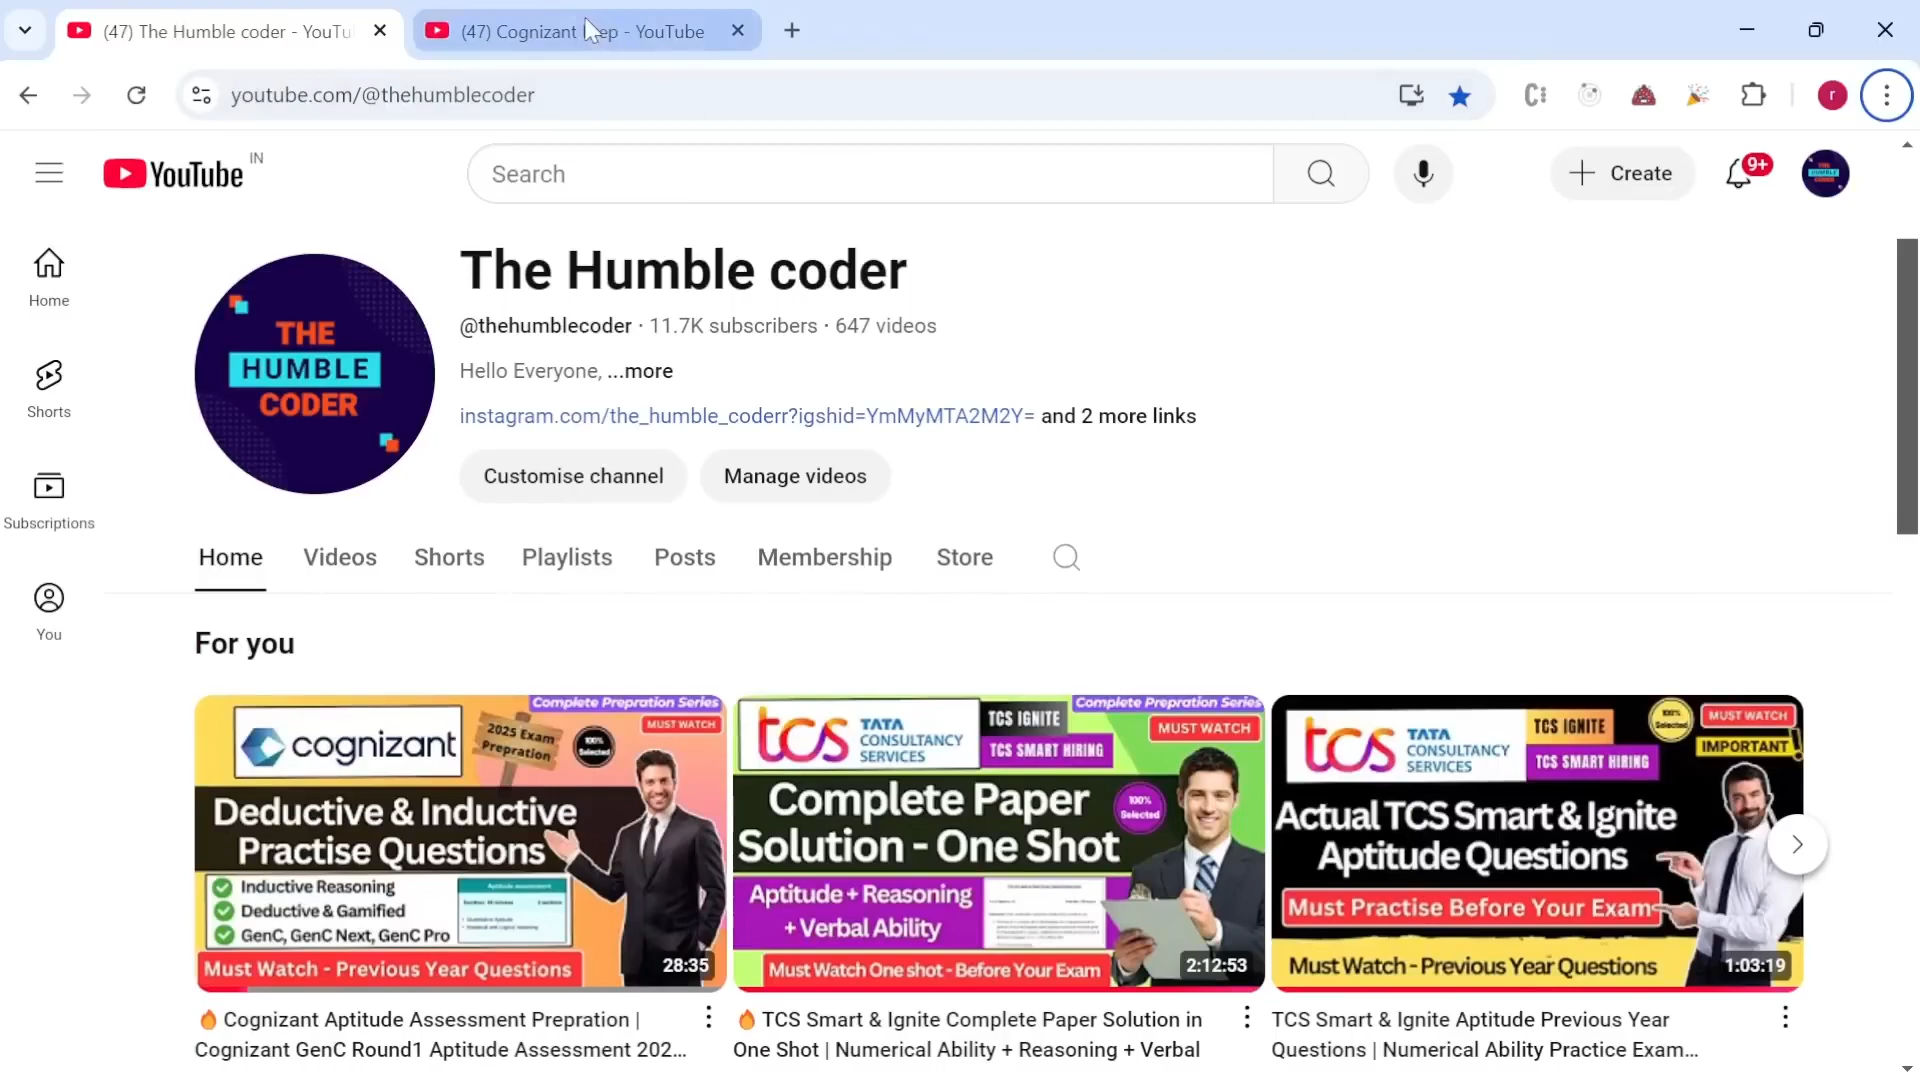 (47) The Humble coder - YouTu
(47) Cognizant
ep - YouTube
youtube.com/@thehumblecoder
r
YouTube
IN
Search
Create
9+
Home
Shorts
Subscriptions
You
THE
HUMBLE
CODER
The Humble coder
@thehumblecoder · 11.7K subscribers · 647 videos
Hello Everyone, ...more
instagram.com/the_humble_coderr?igshid=YmMyMTA2M2Y= and 2 more links
Customise channel
Manage videos
Home
Videos
Shorts
Playlists
Posts
Membership
Store
For you
Complete Prepration Series
cognizant
2025 Exam
Prepration
100%
Selected
MUST WATCH
Deductive & Inductive
Practise Questions
Inductive Reasoning
Deductive & Gamified
GenC, GenC Next, GenC Pro
Aptitude assessment
Must Watch - Previous Year Questions
28:35
🔥 Cognizant Aptitude Assessment Prepration |
Cognizant GenC Round1 Aptitude Assessment 202...
Complete Prepration Series
tcs
TATA
CONSULTANCY
SERVICES
TCS IGNITE
TCS SMART HIRING
MUST WATCH
Complete Paper
Solution - One Shot
100%
Selected
Aptitude + Reasoning
+ Verbal Ability
Must Watch One shot - Before Your Exam
2:12:53
🔥 TCS Smart & Ignite Complete Paper Solution in
One Shot | Numerical Ability + Reasoning + Verbal
tcs
TATA
CONSULTANCY
SERVICES
TCS IGNITE
TCS SMART HIRING
100%
Selected
MUST WATCH
IMPORTANT
Actual TCS Smart & Ignite
Aptitude Questions
Must Practise Before Your Exam
Must Watch - Previous Year Questions
1:03:19
TCS Smart & Ignite Aptitude Previous Year
Questions | Numerical Ability Practice Exam...